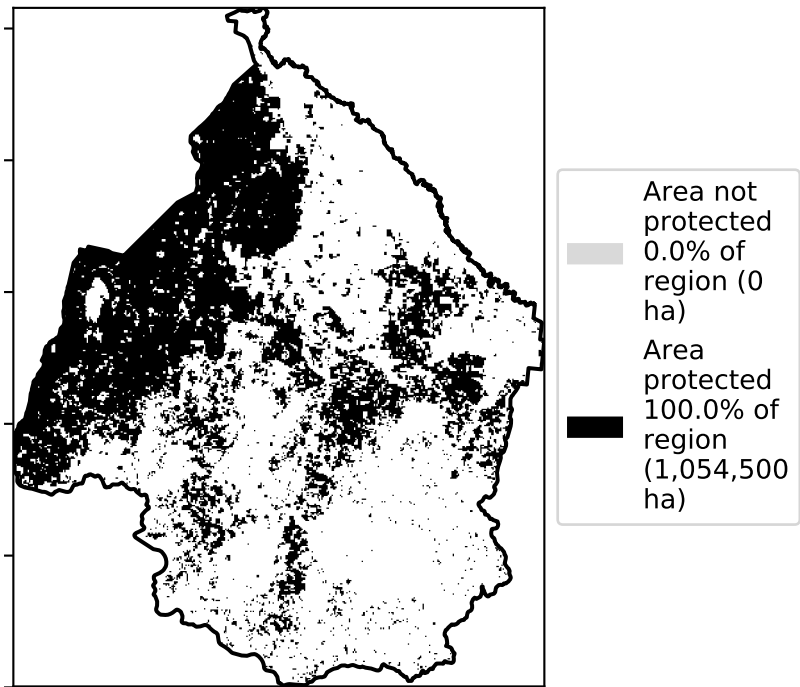 Area not
protected
0.0% of
region (0
ha)
Area
protected
100.0% of
region
(1,054,500
ha)